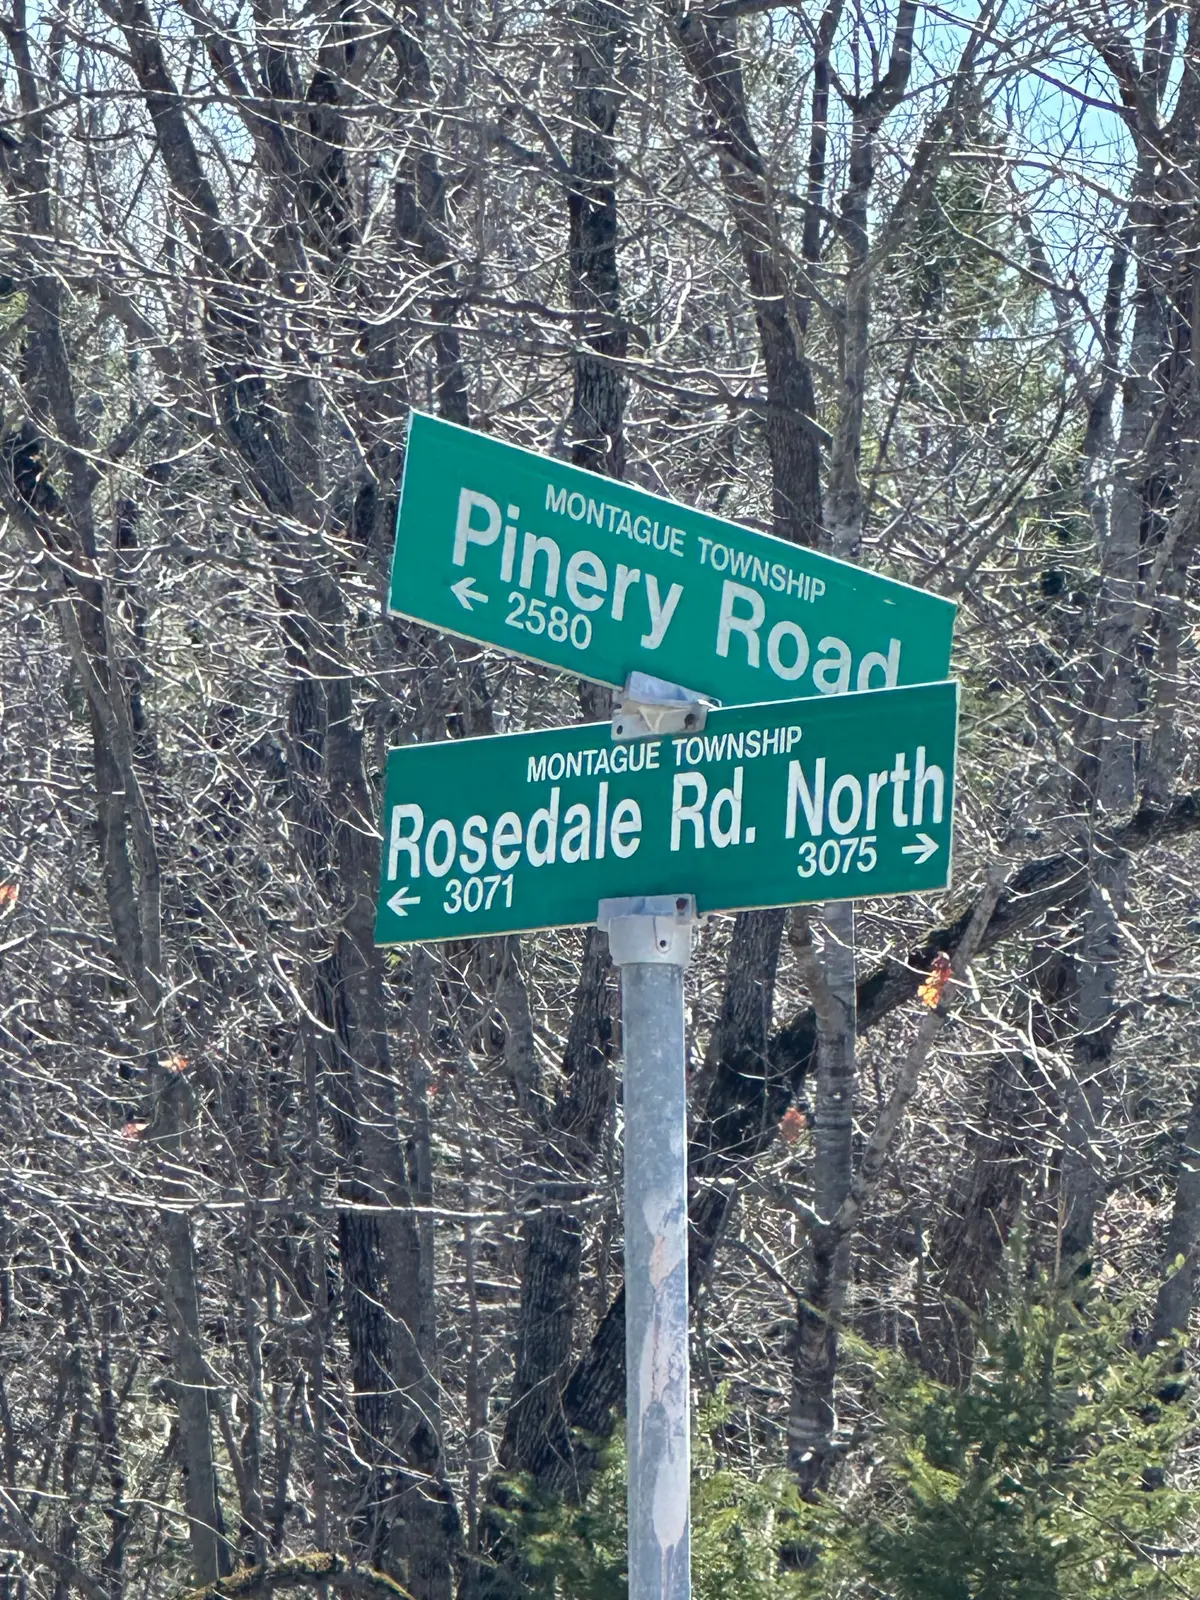 MONTAGUE TOWNSHIP
Pinery Road
← 2580
MONTAGUE TOWNSHIP
Rosedale Rd. North
← 3071 3075 →